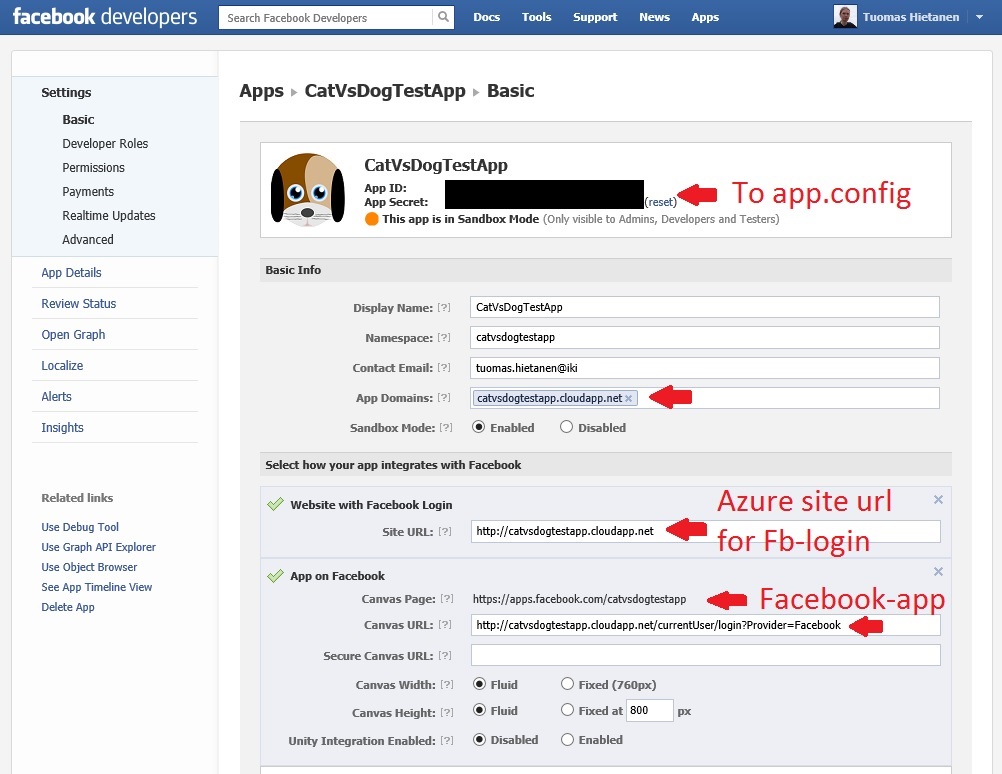 facebook developers Search Facebook Developers Docs Tools Support News Apps Tuomas Hietanen
Settings
Basic
Developer Roles
Permissions
Payments
Realtime Updates
Advanced
App Details
Review Status
Open Graph
Localize
Alerts
Insights
Related links
Use Debug Tool
Use Graph API Explorer
Use Object Browser
See App Timeline View
Delete App
Apps ▸ CatVsDogTestApp ▸ Basic
CatVsDogTestApp
App ID:
App Secret: (reset)
To app.config
This app is in Sandbox Mode (Only visible to Admins, Developers and Testers)
Basic Info
Display Name: [?] CatVsDogTestApp
Namespace: [?] catvsdogtestapp
Contact Email: [?] tuomas.hietanen@iki
App Domains: [?] catvsdogtestapp.cloudapp.net ×
Sandbox Mode: [?] Enabled Disabled
Select how your app integrates with Facebook
Website with Facebook Login ×
Site URL: [?] http://catvsdogtestapp.cloudapp.net
Azure site url
for Fb-login
App on Facebook ×
Canvas Page: [?] https://apps.facebook.com/catvsdogtestapp
Facebook-app
Canvas URL: [?] http://catvsdogtestapp.cloudapp.net/currentUser/login?Provider=Facebook
Secure Canvas URL: [?]
Canvas Width: [?] Fluid Fixed (760px)
Canvas Height: [?] Fluid Fixed at 800 px
Unity Integration Enabled: [?] Disabled Enabled